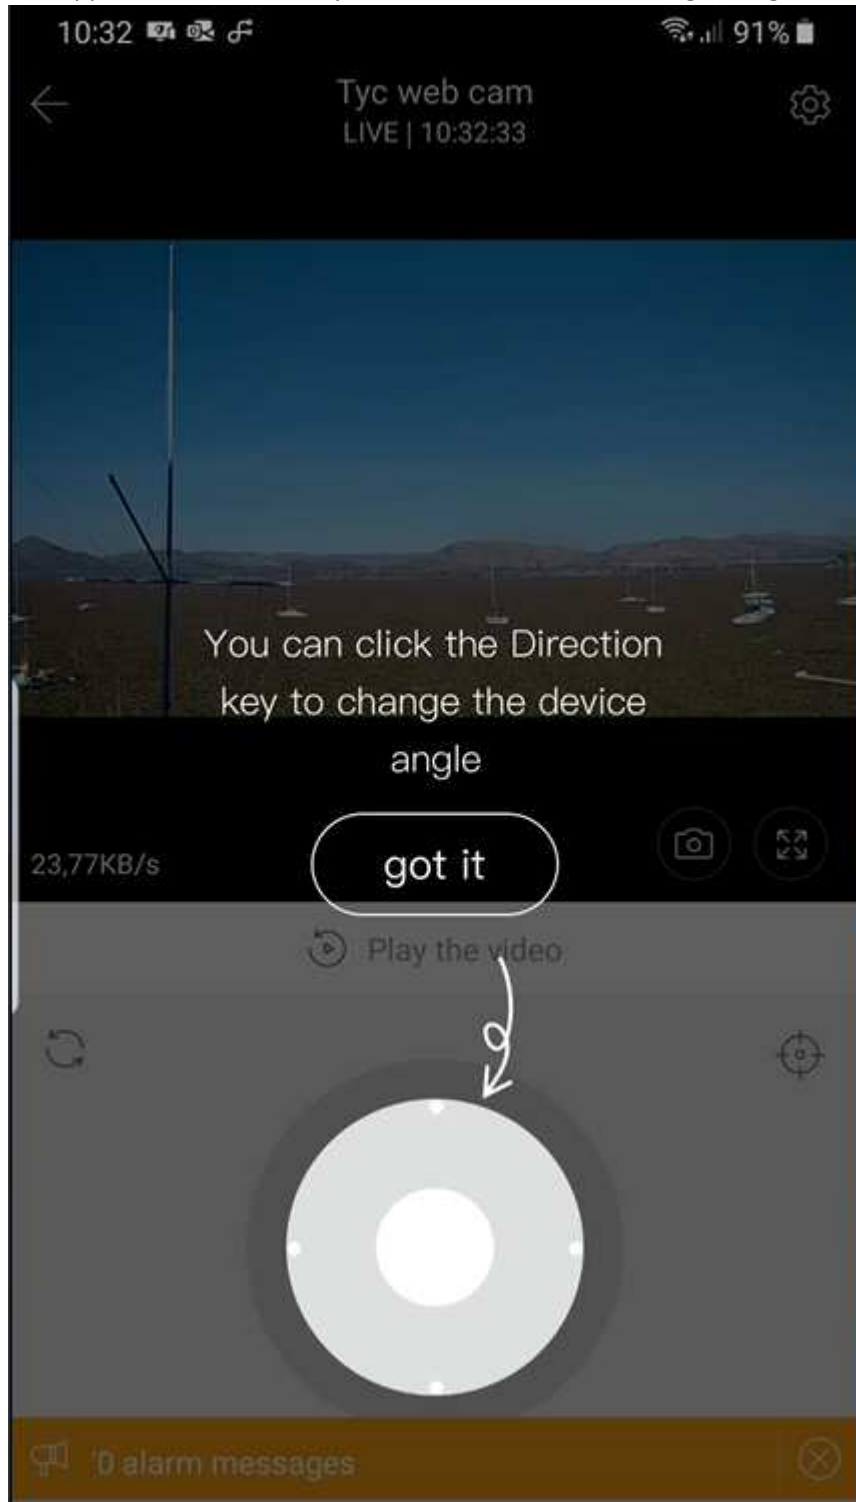 10:32
91%
Tyc web cam
LIVE | 10:32:33
You can click the Direction
key to change the device
angle
23,77KB/s
got it
Play the video
'0 alarm messages